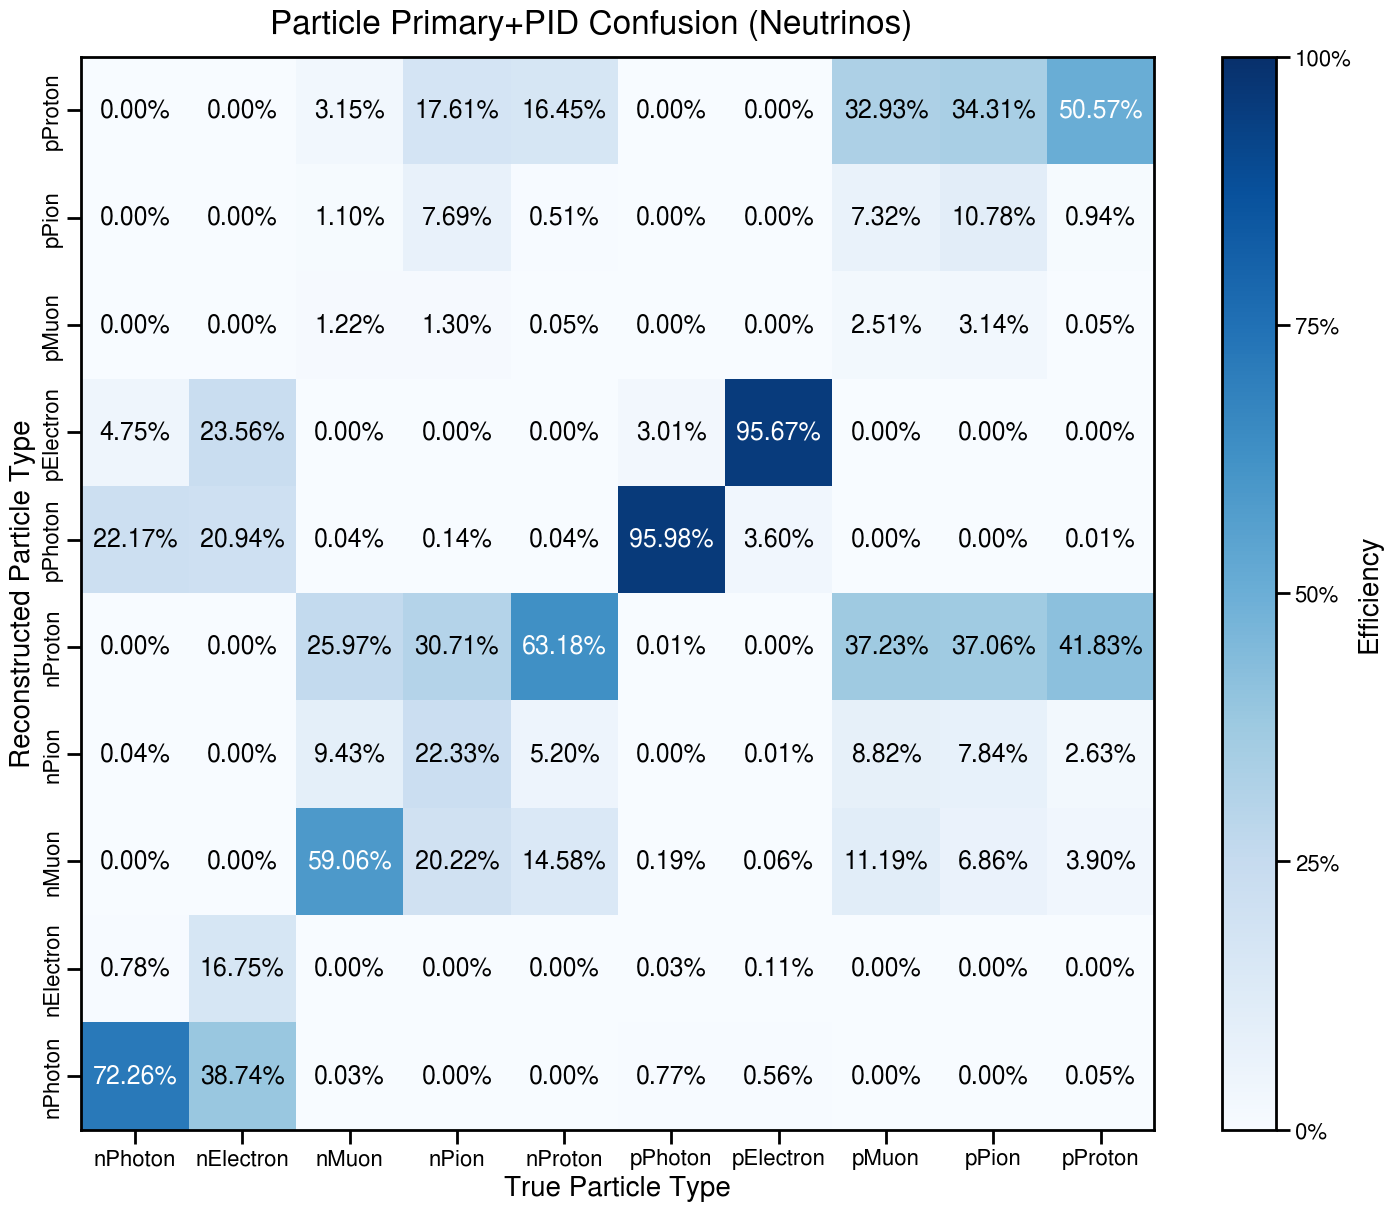 Particle Primary+PID Confusion (Neutrinos)
pProton 0.00% 0.00% 3.15% 17.61% 16.45% 0.00% 0.00% 32.93% 34.31% 50.57%
pPion 0.00% 0.00% 1.10% 7.69% 0.51% 0.00% 0.00% 7.32% 10.78% 0.94%
pMuon 0.00% 0.00% 1.22% 1.30% 0.05% 0.00% 0.00% 2.51% 3.14% 0.05%
pElectron 4.75% 23.56% 0.00% 0.00% 0.00% 3.01% 95.67% 0.00% 0.00% 0.00%
pPhoton 22.17% 20.94% 0.04% 0.14% 0.04% 95.98% 3.60% 0.00% 0.00% 0.01%
nProton 0.00% 0.00% 25.97% 30.71% 63.18% 0.01% 0.00% 37.23% 37.06% 41.83%
nPion 0.04% 0.00% 9.43% 22.33% 5.20% 0.00% 0.01% 8.82% 7.84% 2.63%
nMuon 0.00% 0.00% 59.06% 20.22% 14.58% 0.19% 0.06% 11.19% 6.86% 3.90%
nElectron 0.78% 16.75% 0.00% 0.00% 0.00% 0.03% 0.11% 0.00% 0.00% 0.00%
nPhoton 72.26% 38.74% 0.03% 0.00% 0.00% 0.77% 0.56% 0.00% 0.00% 0.05%
nPhoton nElectron nMuon nPion nProton pPhoton pElectron pMuon pPion pProton
True Particle Type
Reconstructed Particle Type
100%
75%
50%
25%
0%
Efficiency